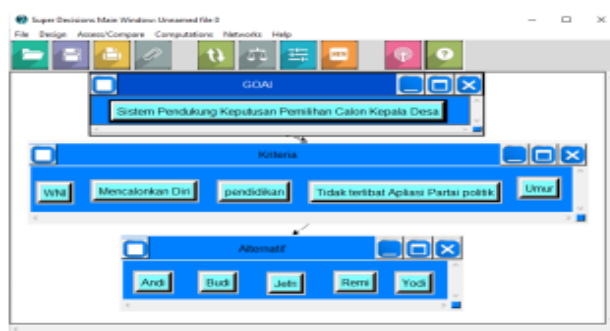 Super Decisions Main Window: Unnamed file 0
File Design Assess/Compare Computations Networks Help
GOAl
Sistem Pendukung Keputusan Pemilihan Calon Kepala Desa
Kriteria
WNI Mencalonkan Diri pendidikan Tidak terlibat Apliasi Partai politik Umur
Alternatif
Andi Budi Jefri Remi Yodi